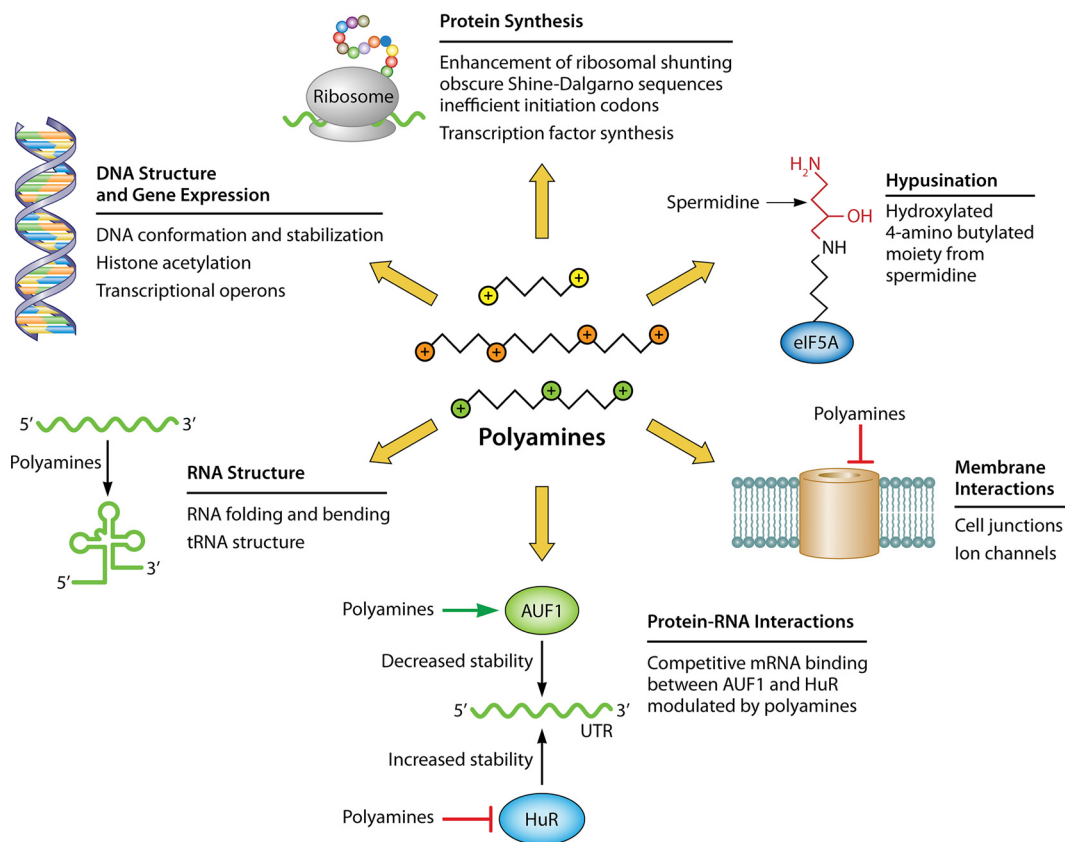 Protein Synthesis
Enhancement of ribosomal shunting
obscure Shine-Dalgarno sequences
inefficient initiation codons
Transcription factor synthesis
Ribosome
DNA Structure
and Gene Expression
DNA conformation and stabilization
Histone acetylation
Transcriptional operons
H₂N
Spermidine
OH
NH
eIF5A
Hypusination
Hydroxylated
4-amino butylated
moiety from
spermidine
+ +
+ + + +
+ + +
Polyamines
5′ 3′
Polyamines
5′ 3′
RNA Structure
RNA folding and bending
tRNA structure
Polyamines
Membrane
Interactions
Cell junctions
Ion channels
Polyamines
AUF1
Decreased stability
5′ 3′
UTR
Increased stability
Polyamines
HuR
Protein-RNA Interactions
Competitive mRNA binding
between AUF1 and HuR
modulated by polyamines